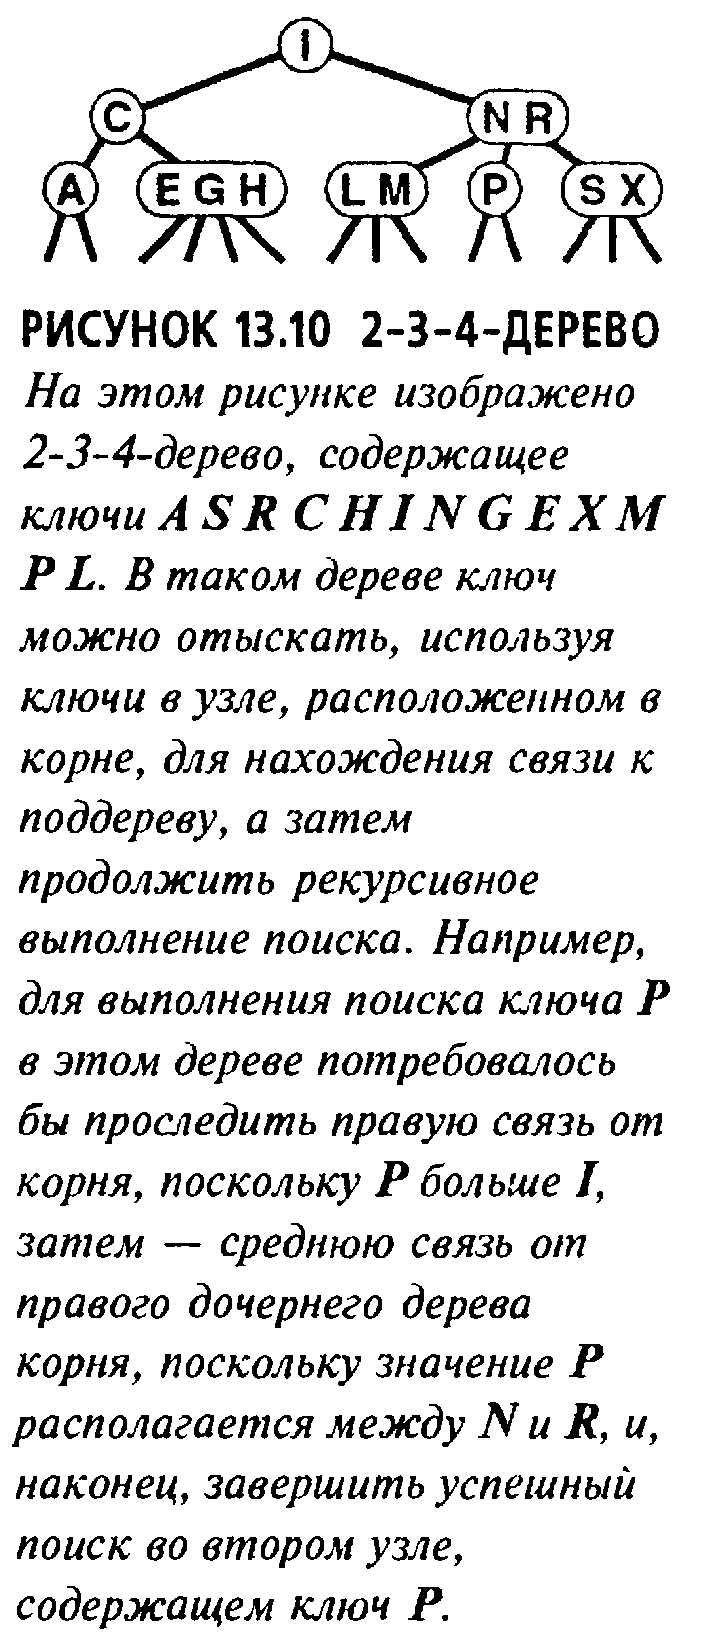 I
C N R
A E G H L M P S X
РИСУНОК 13.10 2-3-4-ДЕРЕВО
На этом рисунке изображено
2-3-4-дерево, содержащее
ключи A S R C H I N G E X M
P L. В таком дереве ключ
можно отыскать, используя
ключи в узле, расположенном в
корне, для нахождения связи к
поддереву, а затем
продолжить рекурсивное
выполнение поиска. Например,
для выполнения поиска ключа P
в этом дереве потребовалось
бы проследить правую связь от
корня, поскольку P больше I,
затем — среднюю связь от
правого дочернего дерева
корня, поскольку значение P
располагается между N и R, и,
наконец, завершить успешный
поиск во втором узле,
содержащем ключ P.